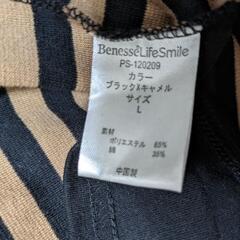 Benesse LifeSmile
PS-120209
カラー
ブラックXキャメル
サイズ
L
素材
ポリエステル 65%
綿 35%
中国製